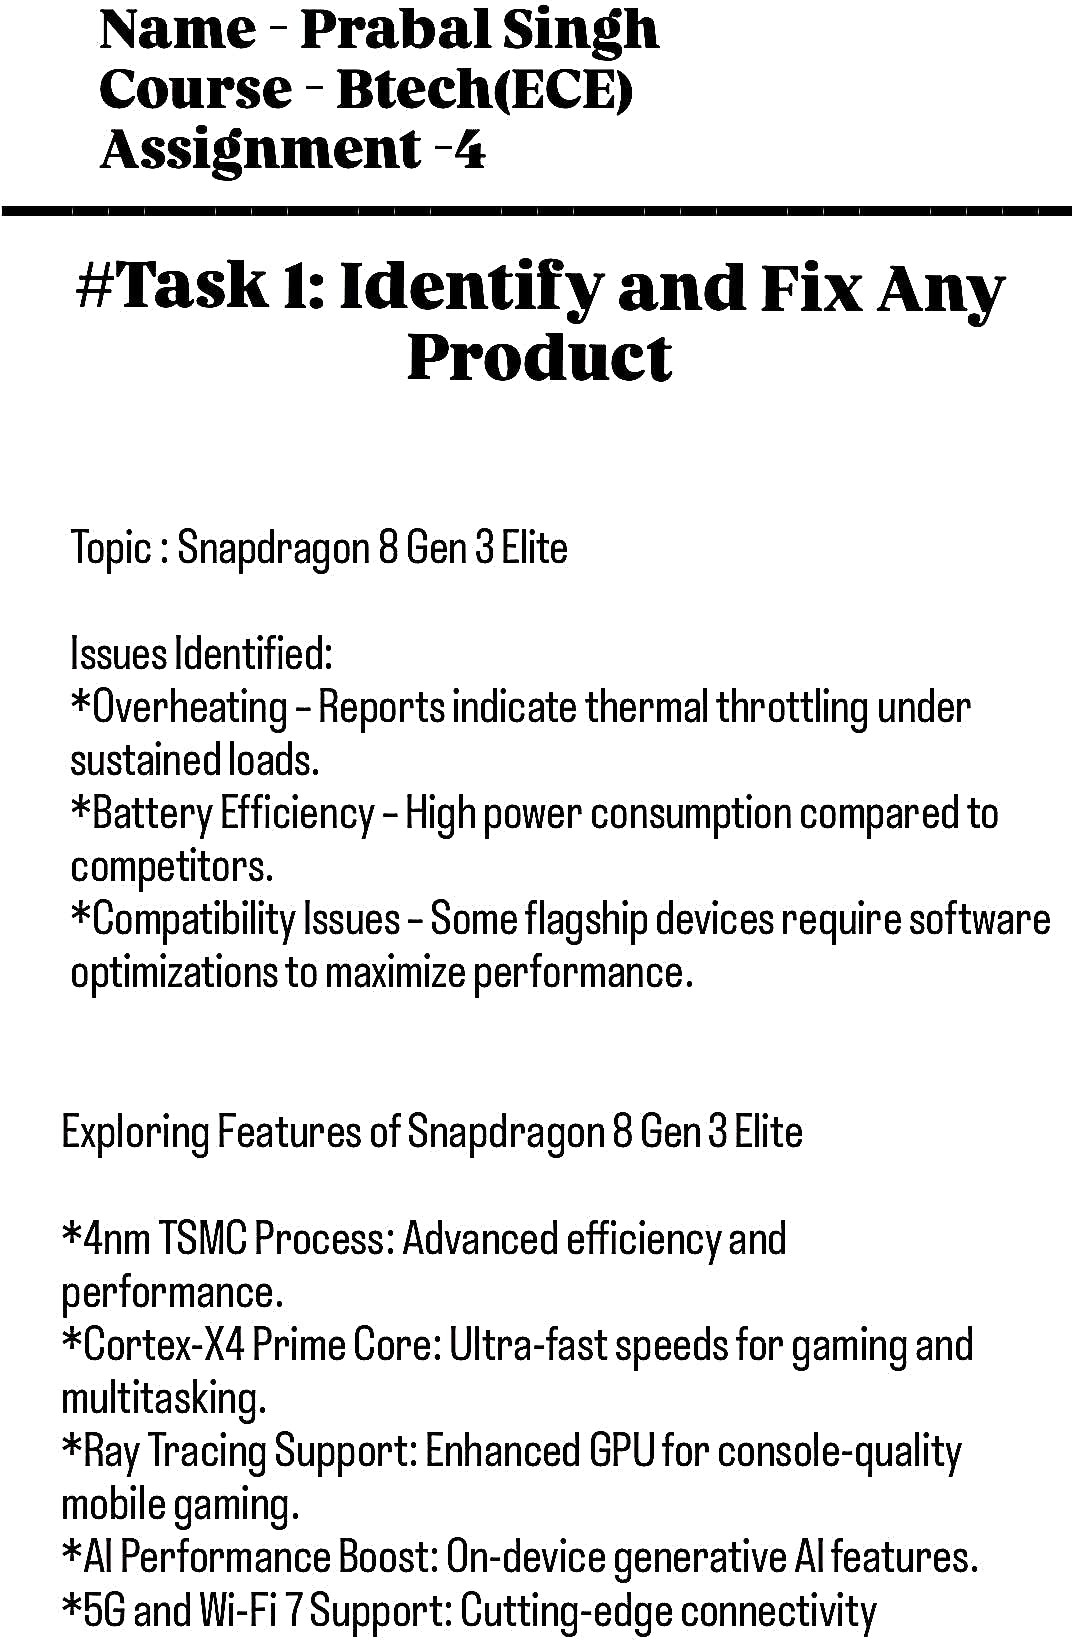 Name - Prabal Singh
Course - Btech(ECE)
Assignment -4
#Task 1: Identify and Fix Any
Product
Topic : Snapdragon 8 Gen 3 Elite
Issues Identified:
*Overheating – Reports indicate thermal throttling under
sustained loads.
*Battery Efficiency – High power consumption compared to
competitors.
*Compatibility Issues – Some flagship devices require software
optimizations to maximize performance.
Exploring Features of Snapdragon 8 Gen 3 Elite
*4nm TSMC Process: Advanced efficiency and
performance.
*Cortex-X4 Prime Core: Ultra-fast speeds for gaming and
multitasking.
*Ray Tracing Support: Enhanced GPU for console-quality
mobile gaming.
*AI Performance Boost: On-device generative AI features.
*5G and Wi-Fi 7 Support: Cutting-edge connectivity